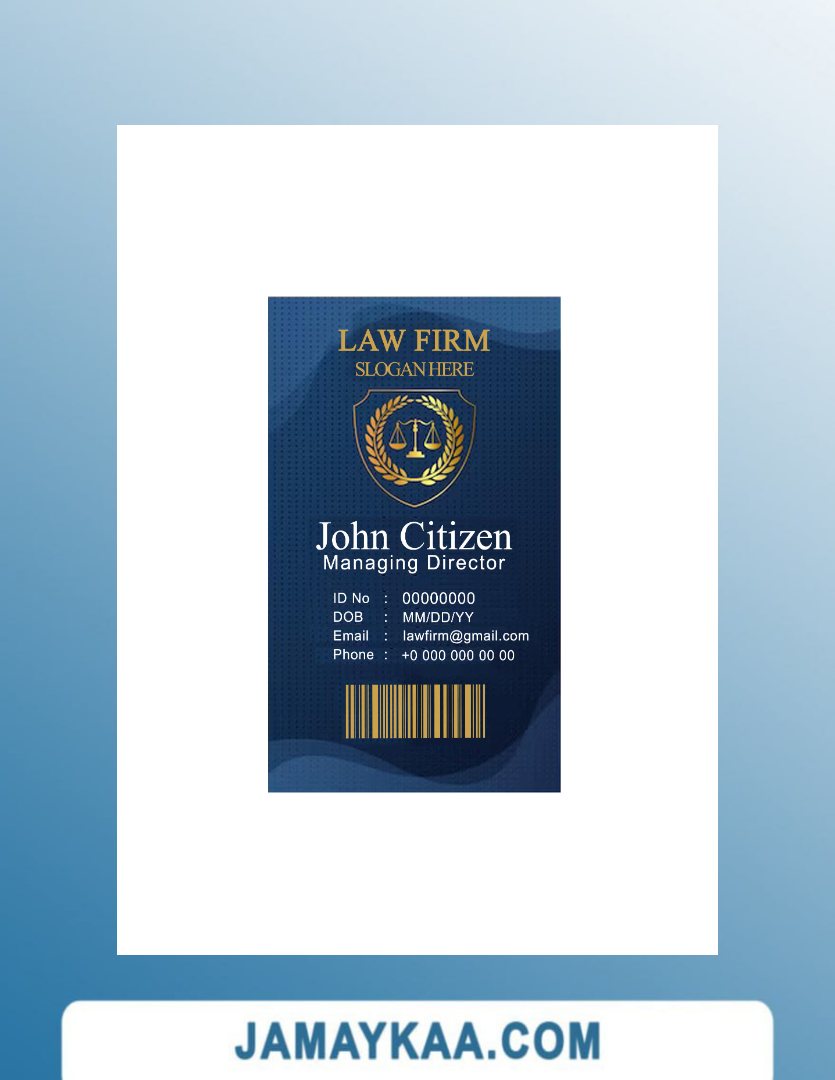 LAW FIRM
SLOGAN HERE
John Citizen
Managing Director
ID No : 00000000
DOB : MM/DD/YY
Email : lawfirm@gmail.com
Phone : +0 000 000 00 00
JAMAYKAA.COM